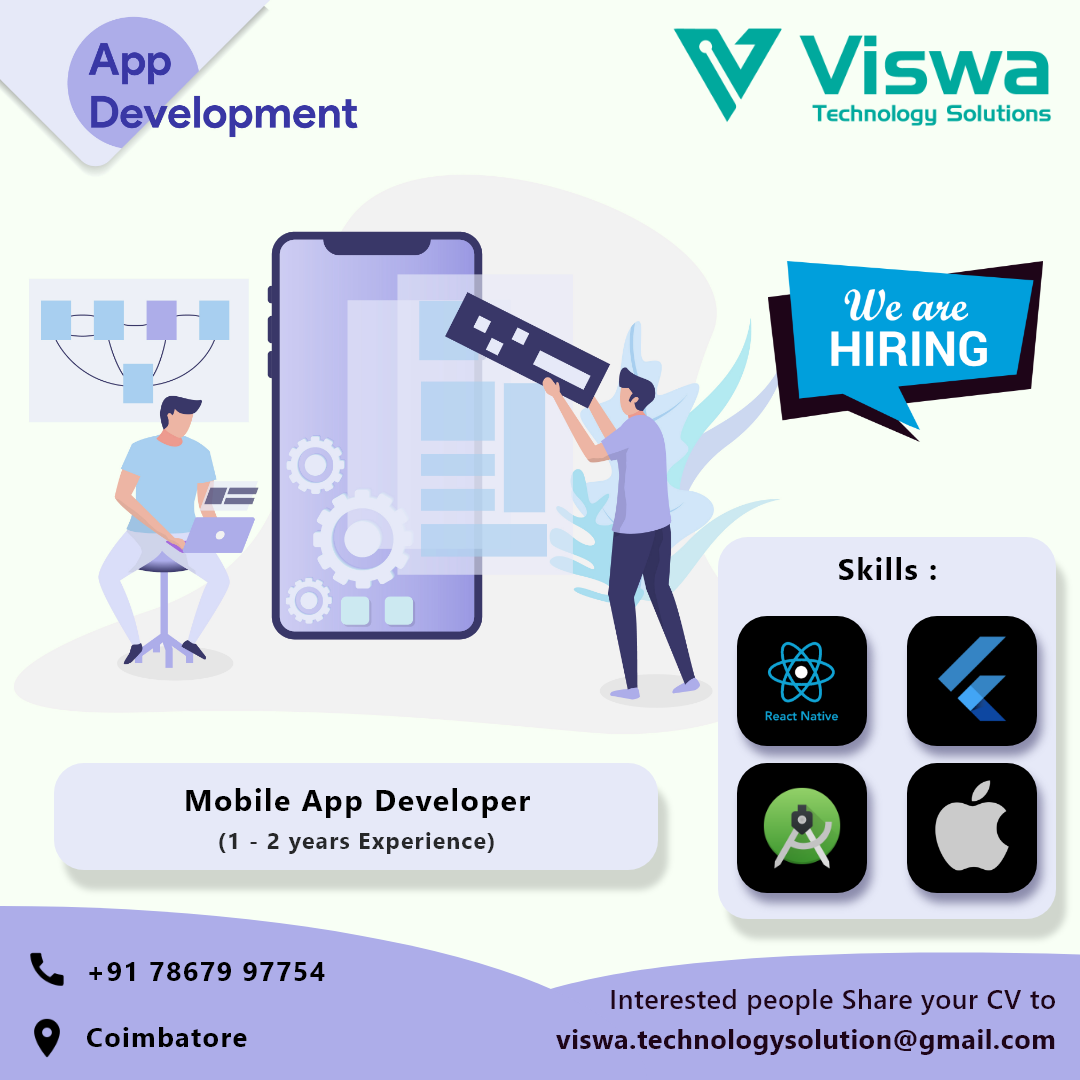 App
Development
Viswa
Technology Solutions
We are
HIRING
Skills :
React Native
Mobile App Developer
(1 - 2 years Experience)
+91 78679 97754
Coimbatore
Interested people Share your CV to
viswa.technologysolution@gmail.com